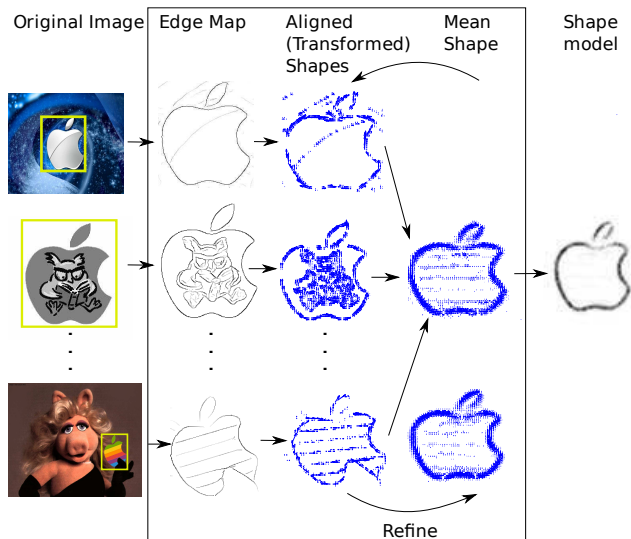 Original Image
Edge Map
Aligned
(Transformed)
Shapes
Mean
Shape
Shape
model
Refine